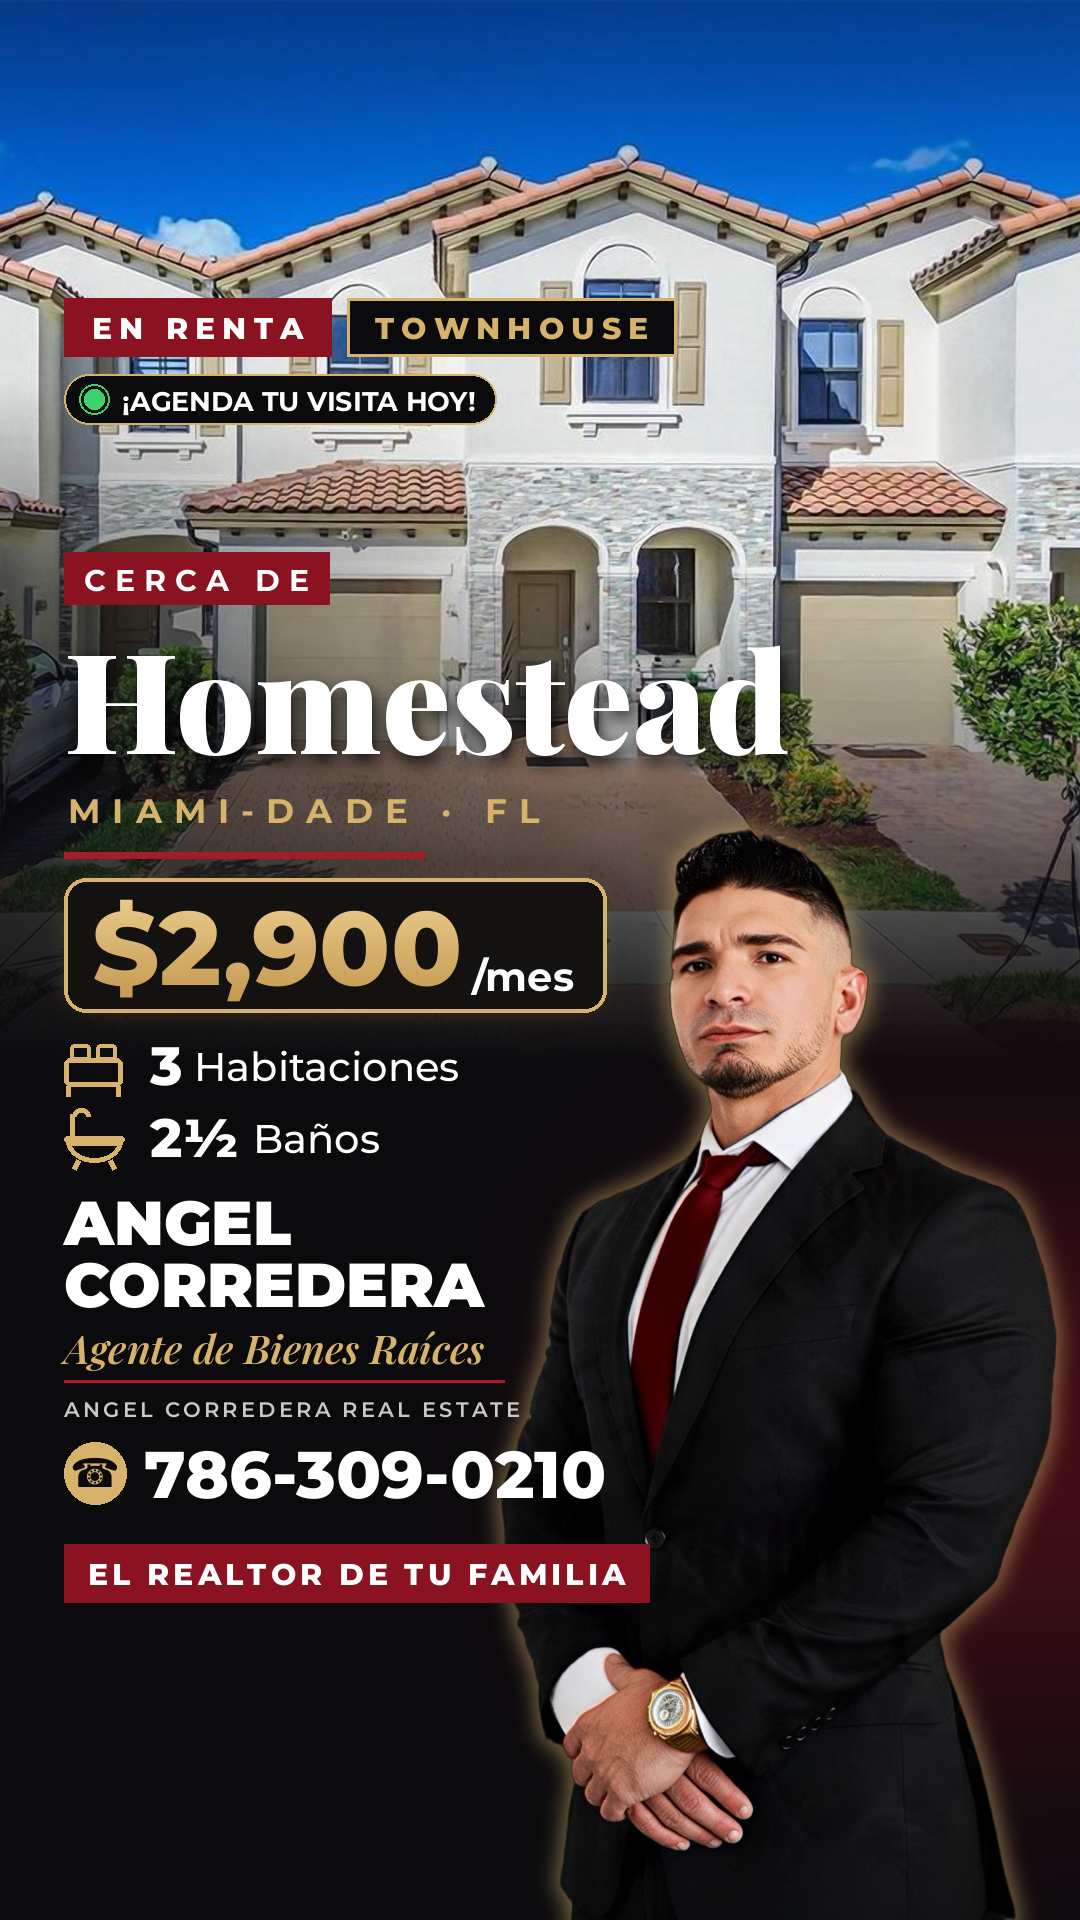 EN RENTA
TOWNHOUSE
¡AGENDA TU VISITA HOY!
CERCA DE
Homestead
MIAMI-DADE · FL
$2,900 /mes
3 Habitaciones
2½ Baños
ANGEL
CORREDERA
Agente de Bienes Raíces
ANGEL CORREDERA REAL ESTATE
786-309-0210
EL REALTOR DE TU FAMILIA